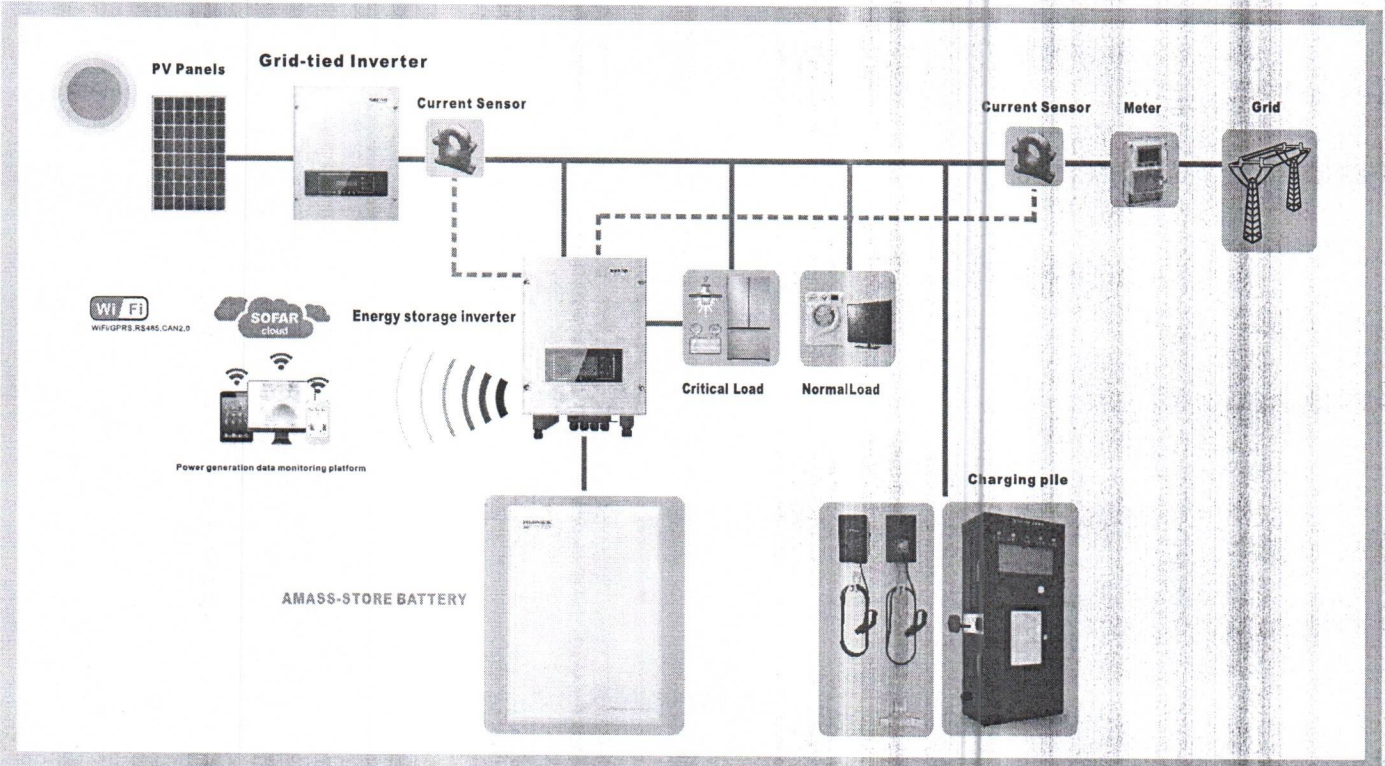 PV Panels
Grid-tied Inverter
Current Sensor
Current Sensor
Meter
Grid
Wi Fi
WiFi/GPRS,RS485,CAN2.0
SOFAR
cloud
Energy storage inverter
Critical Load
NormalLoad
Power generation data monitoring platform
Charging pile
AMASS-STORE BATTERY